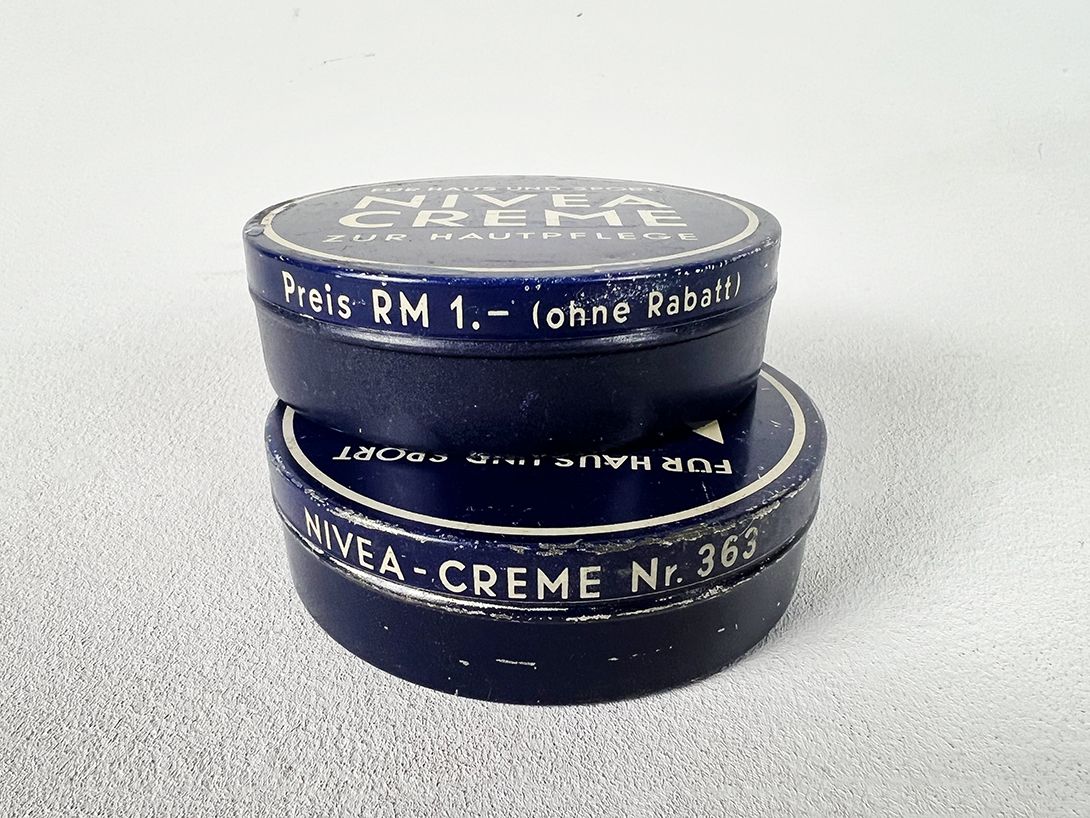 FÜR HAUS UND SPORT
NIVEA
CREME
ZUR HAUTPFLEGE
Preis RM 1.– (ohne Rabatt)
FÜR HAUS UND SPORT
NIVEA-CREME Nr. 363